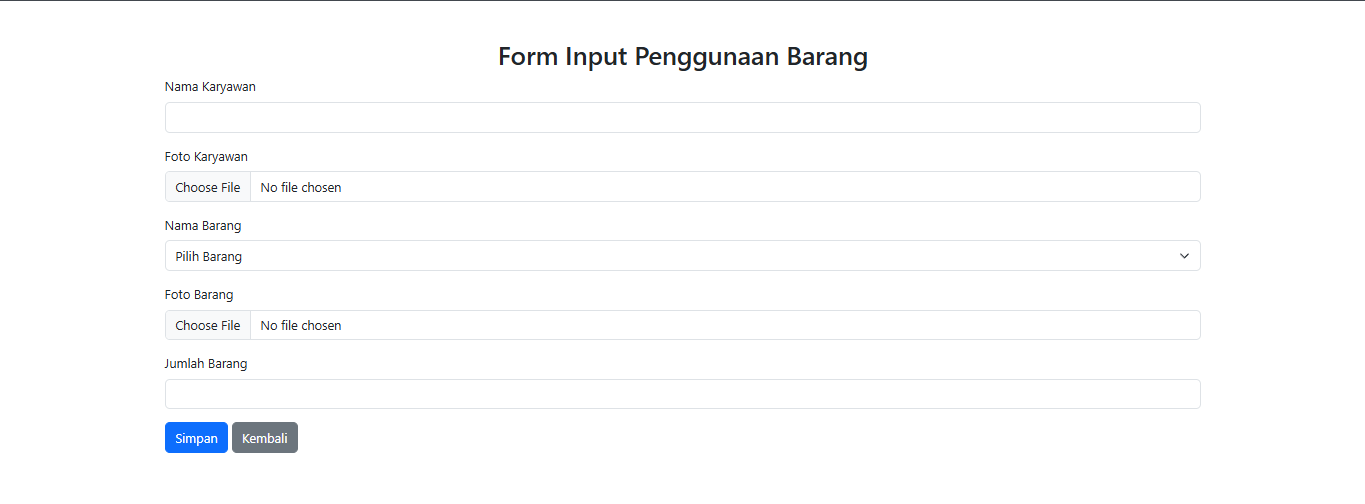 Form Input Penggunaan Barang
Nama Karyawan
Foto Karyawan
Choose File No file chosen
Nama Barang
Pilih Barang
Foto Barang
Choose File No file chosen
Jumlah Barang
Simpan Kembali